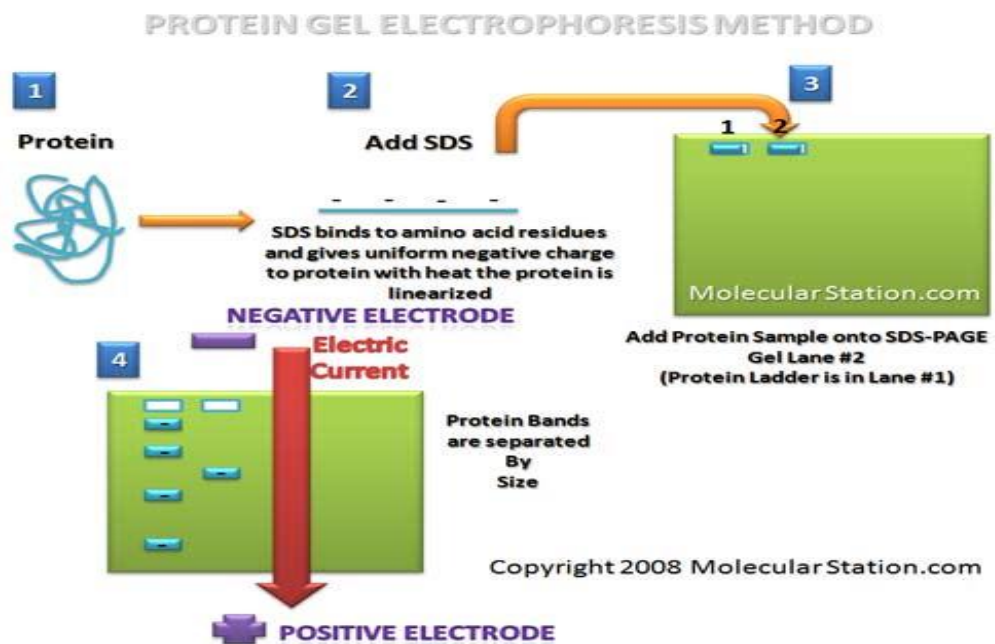 PROTEIN GEL ELECTROPHORESIS METHOD
1
Protein
2
Add SDS
- - - -
SDS binds to amino acid residues
and gives uniform negative charge
to protein with heat the protein is
linearized
3
1 2
MolecularStation.com
Add Protein Sample onto SDS-PAGE
Gel Lane #2
(Protein Ladder is in Lane #1)
4
NEGATIVE ELECTRODE
Electric
Current
- 
-
-
-
-
Protein Bands
are separated
By
Size
POSITIVE ELECTRODE
Copyright 2008 MolecularStation.com